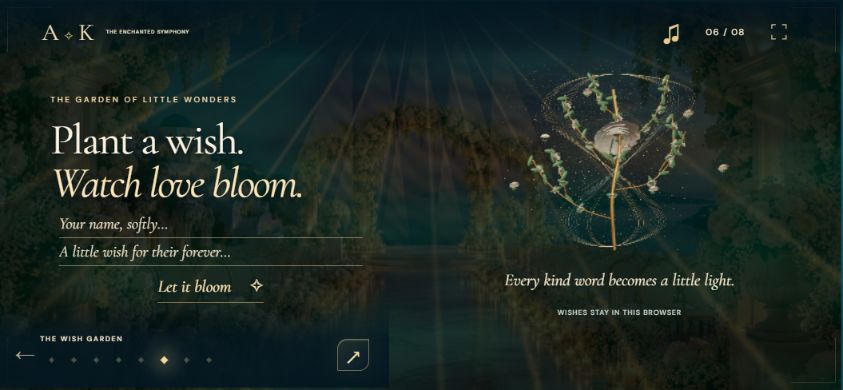 A ✧ K THE ENCHANTED SYMPHONY
06 / 08
THE GARDEN OF LITTLE WONDERS
Plant a wish.
Watch love bloom.
Your name, softly...
A little wish for their forever...
Let it bloom ✧
Every kind word becomes a little light.
WISHES STAY IN THIS BROWSER
THE WISH GARDEN